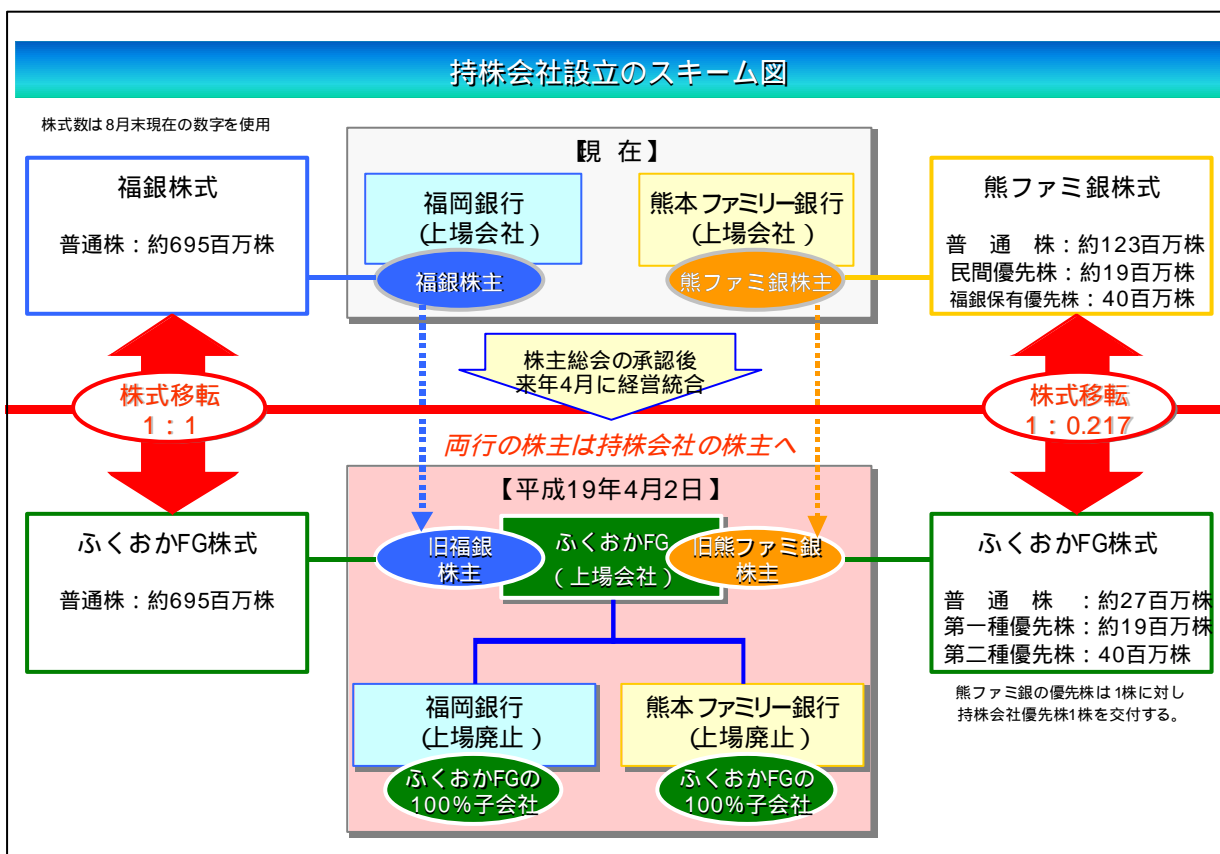 持株会社設立のスキーム図
株式数は8月末現在の数字を使用
【現 在】
福銀株式
普通株：約695百万株
福岡銀行
(上場会社)
福銀株主
熊本ファミリー銀行
(上場会社)
熊ファミ銀株主
熊ファミ銀株式
普 通 株：約123百万株
民間優先株：約19百万株
福銀保有優先株：40百万株
株主総会の承認後
来年4月に経営統合
株式移転
1：1
株式移転
1：0.217
両行の株主は持株会社の株主へ
【平成19年4月2日】
ふくおかFG株式
普通株：約695百万株
旧福銀
株主
ふくおかFG
(上場会社)
旧熊ファミ銀
株主
ふくおかFG株式
普 通 株 ：約27百万株
第一種優先株：約19百万株
第二種優先株：40百万株
熊ファミ銀の優先株は1株に対し
持株会社優先株1株を交付する。
福岡銀行
(上場廃止)
ふくおかFGの
100％子会社
熊本ファミリー銀行
(上場廃止)
ふくおかFGの
100％子会社